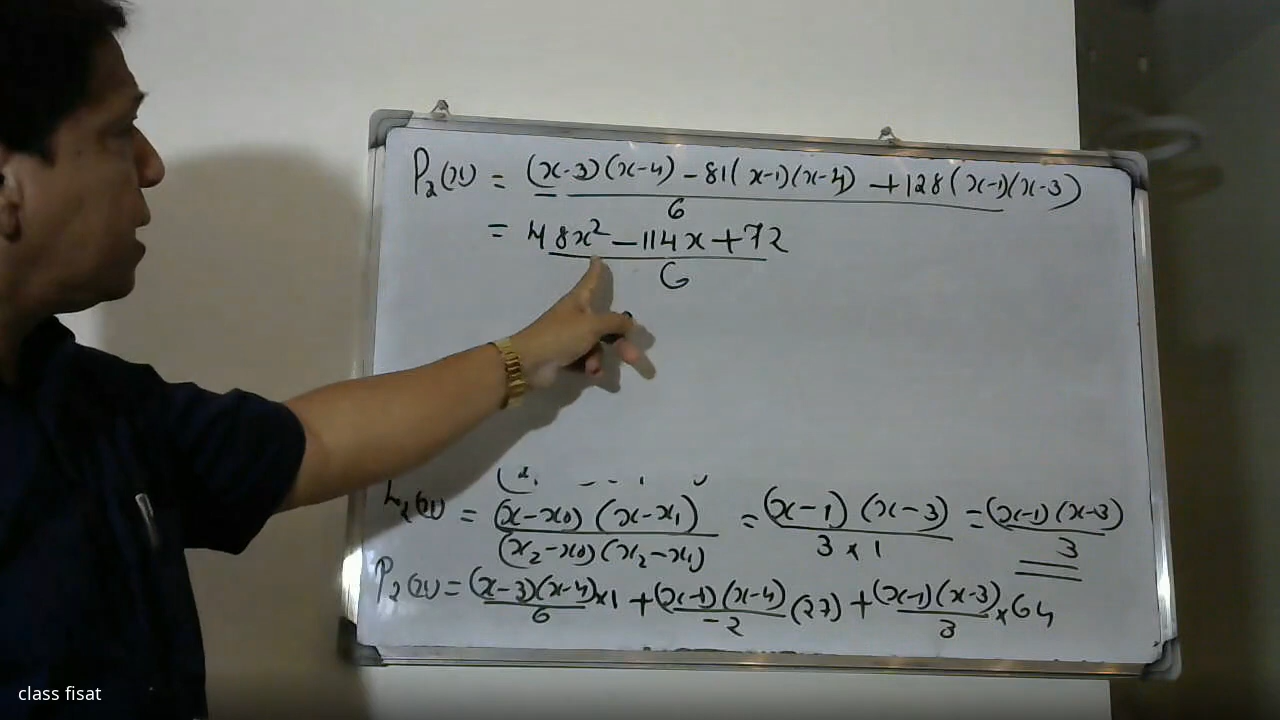 P₂(x) = (x-3)(x-4) - 81(x-1)(x-4) + 128(x-1)(x-3)
6
= 48x² - 114x + 72
6
L₂(x) = (x-x₀)(x-x₁) = (x-1)(x-3) = (x-1)(x-3)
(x₂-x₀)(x₂-x₁) 3 x 1 3
P₂(x) = (x-3)(x-4) x 1 + (x-1)(x-4) (27) + (x-1)(x-3) x 64
6 -2 3
class fisat